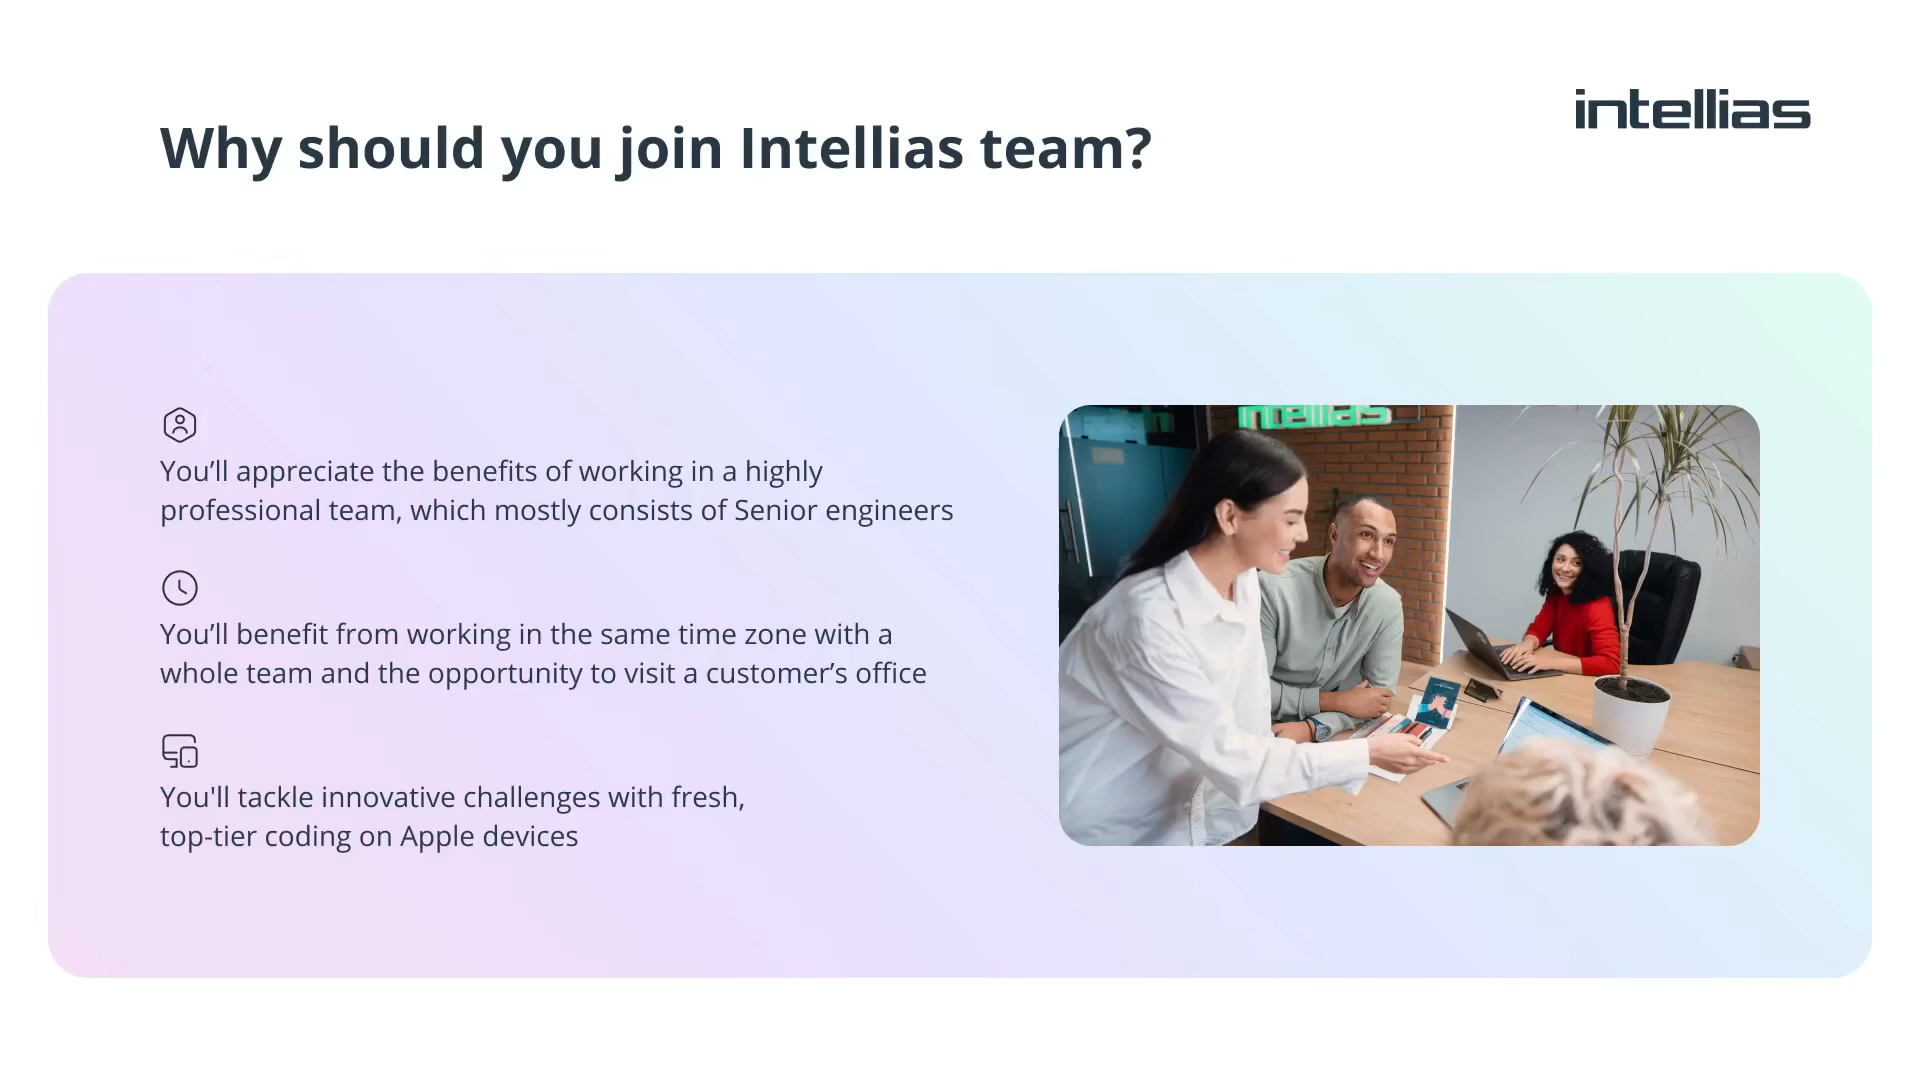 intellias
Why should you join Intellias team?
You’ll appreciate the benefits of working in a highly
professional team, which mostly consists of Senior engineers
You’ll benefit from working in the same time zone with a
whole team and the opportunity to visit a customer’s office
You'll tackle innovative challenges with fresh,
top-tier coding on Apple devices
intellias